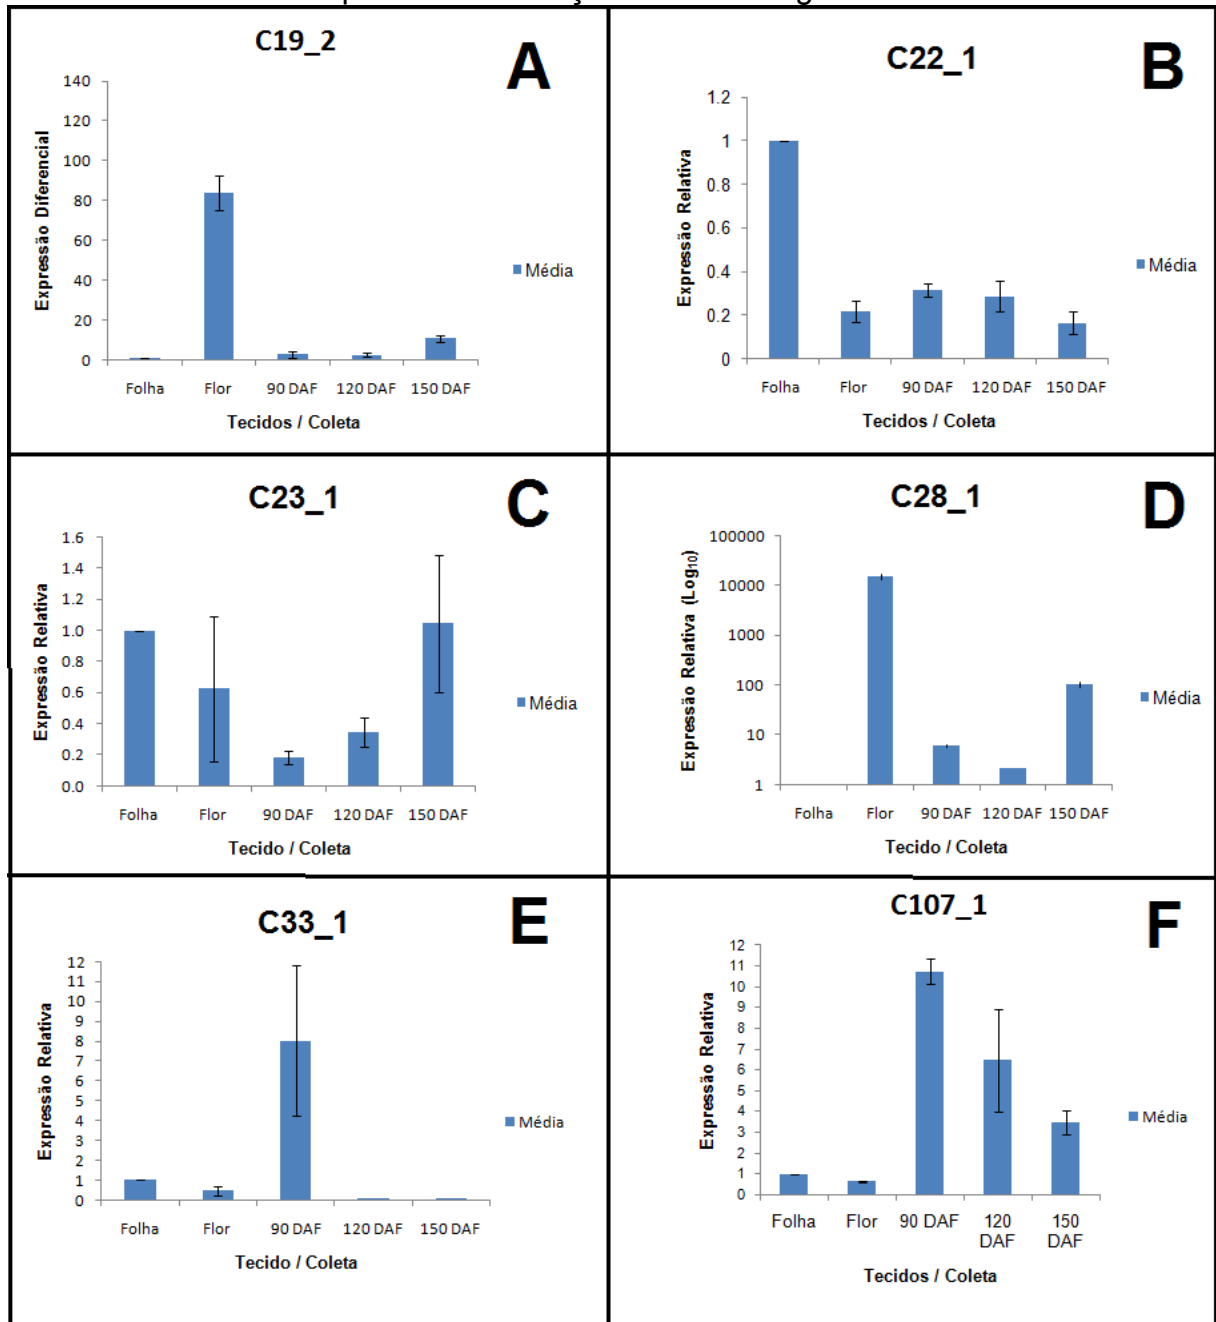 C19_2
A
140
120
100
80
60
40
20
0
Expressão Diferencial
Folha Flor 90 DAF 120 DAF 150 DAF
Tecidos / Coleta
Média
C22_1
B
1.2
1
0.8
0.6
0.4
0.2
0
Expressão Relativa
Folha Flor 90 DAF 120 DAF 150 DAF
Tecidos / Coleta
Média
C23_1
C
1.6
1.4
1.2
1.0
0.8
0.6
0.4
0.2
0.0
Expressão Relativa
Folha Flor 90 DAF 120 DAF 150 DAF
Tecido / Coleta
Média
C28_1
D
100000
10000
1000
100
10
1
Expressão Relativa (Log10)
Folha Flor 90 DAF 120 DAF 150 DAF
Tecido / Coleta
Média
C33_1
E
12
11
10
9
8
7
6
5
4
3
2
1
0
Expressão Relativa
Folha Flor 90 DAF 120 DAF 150 DAF
Tecido / Coleta
Média
C107_1
F
12
11
10
9
8
7
6
5
4
3
2
1
0
Expressão Relativa
Folha Flor 90 DAF 120 150
DAF DAF
Tecidos / Coleta
Média